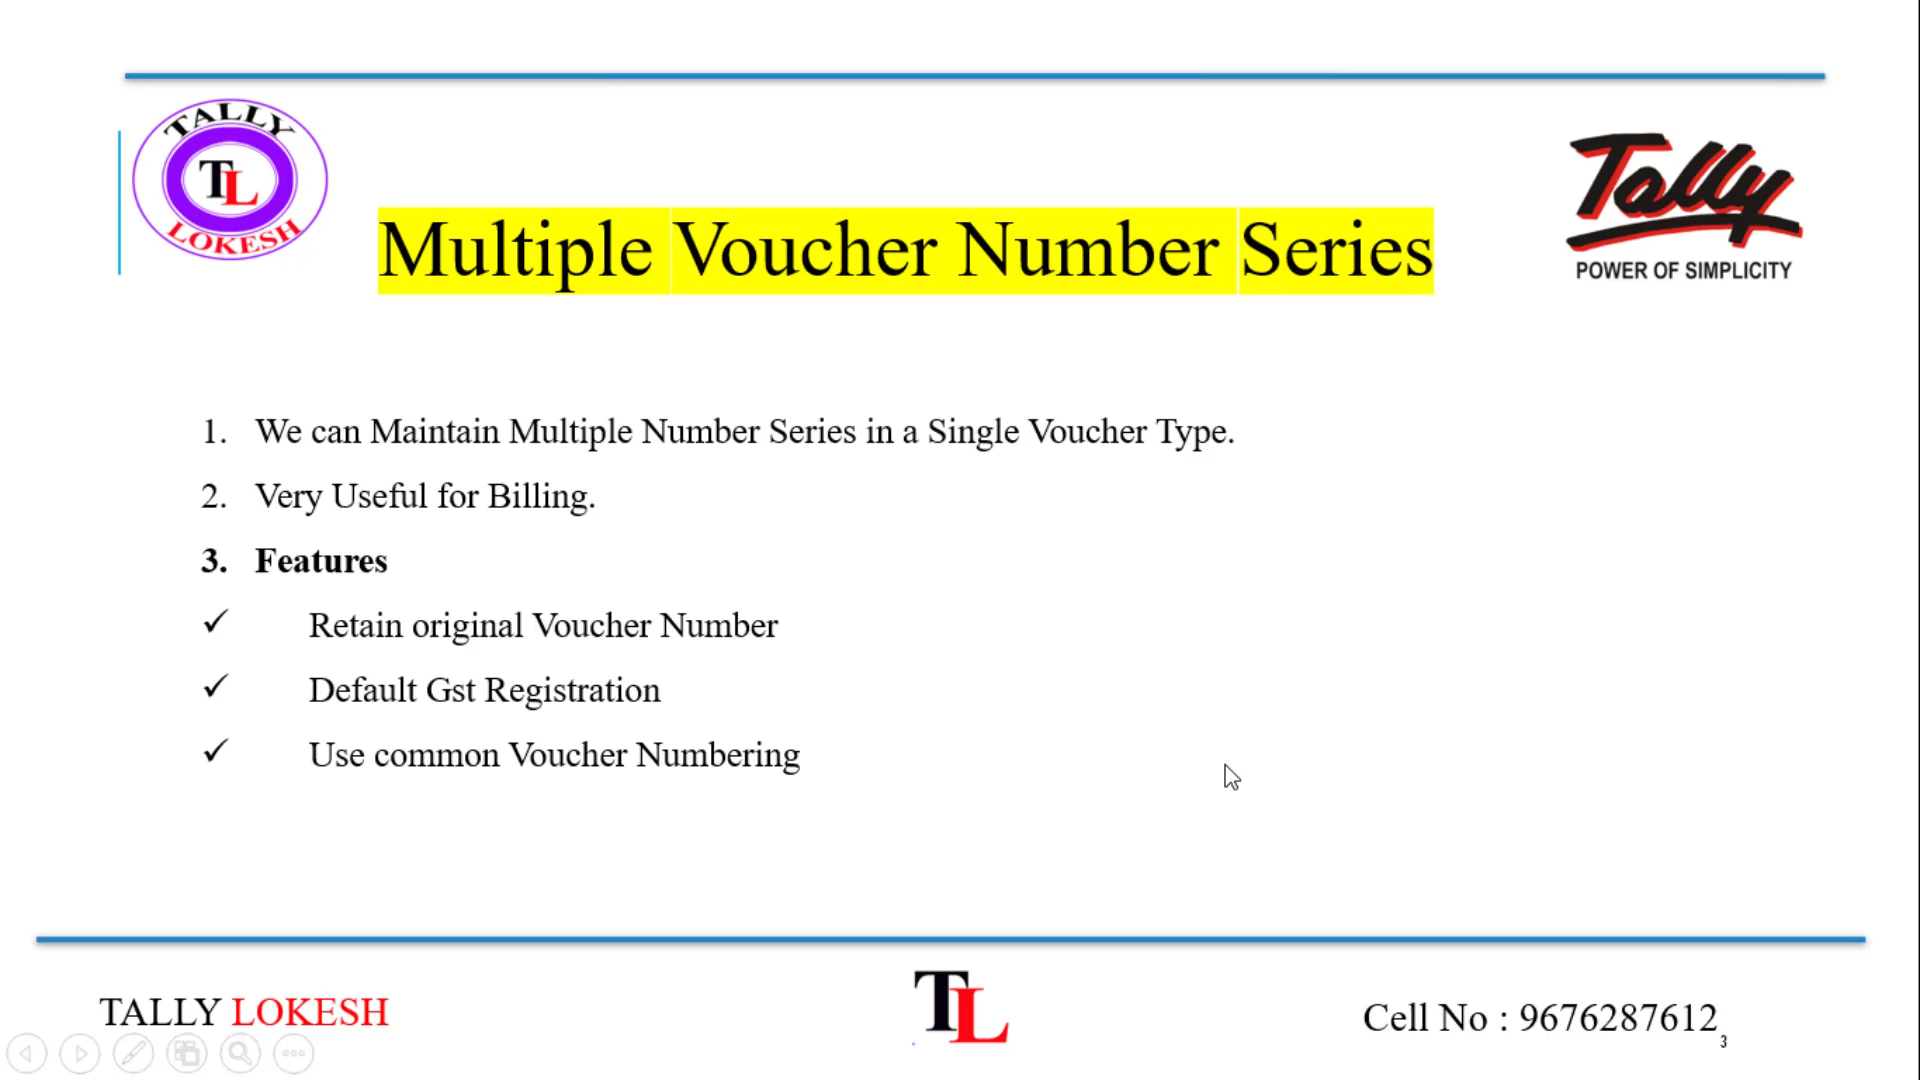 TALLY
TL
LOKESH
Tally
POWER OF SIMPLICITY
Multiple Voucher Number Series
1. We can Maintain Multiple Number Series in a Single Voucher Type.
2. Very Useful for Billing.
3. Features
✓ Retain original Voucher Number
✓ Default Gst Registration
✓ Use common Voucher Numbering
TALLY LOKESH
TL
Cell No : 9676287612
3